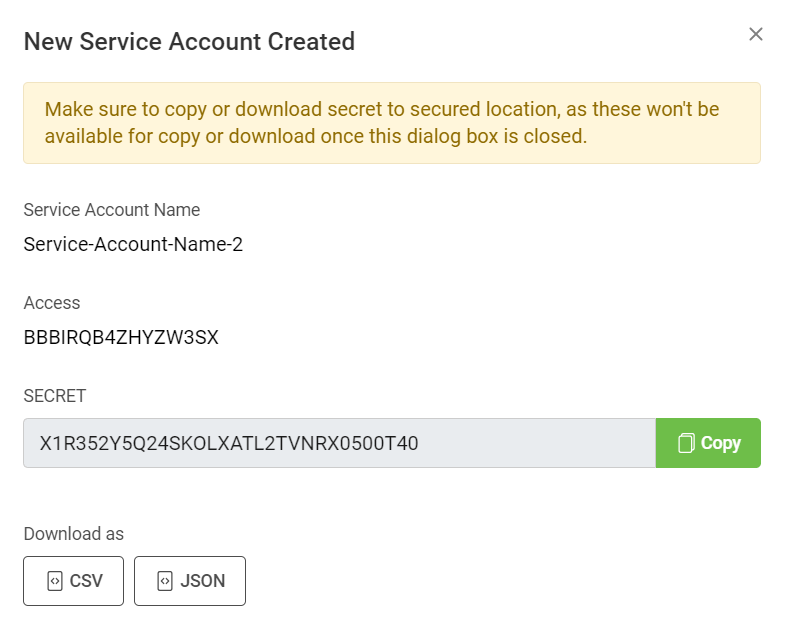 New Service Account Created
Make sure to copy or download secret to secured location, as these won't be
available for copy or download once this dialog box is closed.
Service Account Name
Service-Account-Name-2
Access
BBBIRQB4ZHYZW3SX
SECRET
X1R352Y5Q24SKOLXATL2TVNRX0500T40
Copy
Download as
CSV
JSON